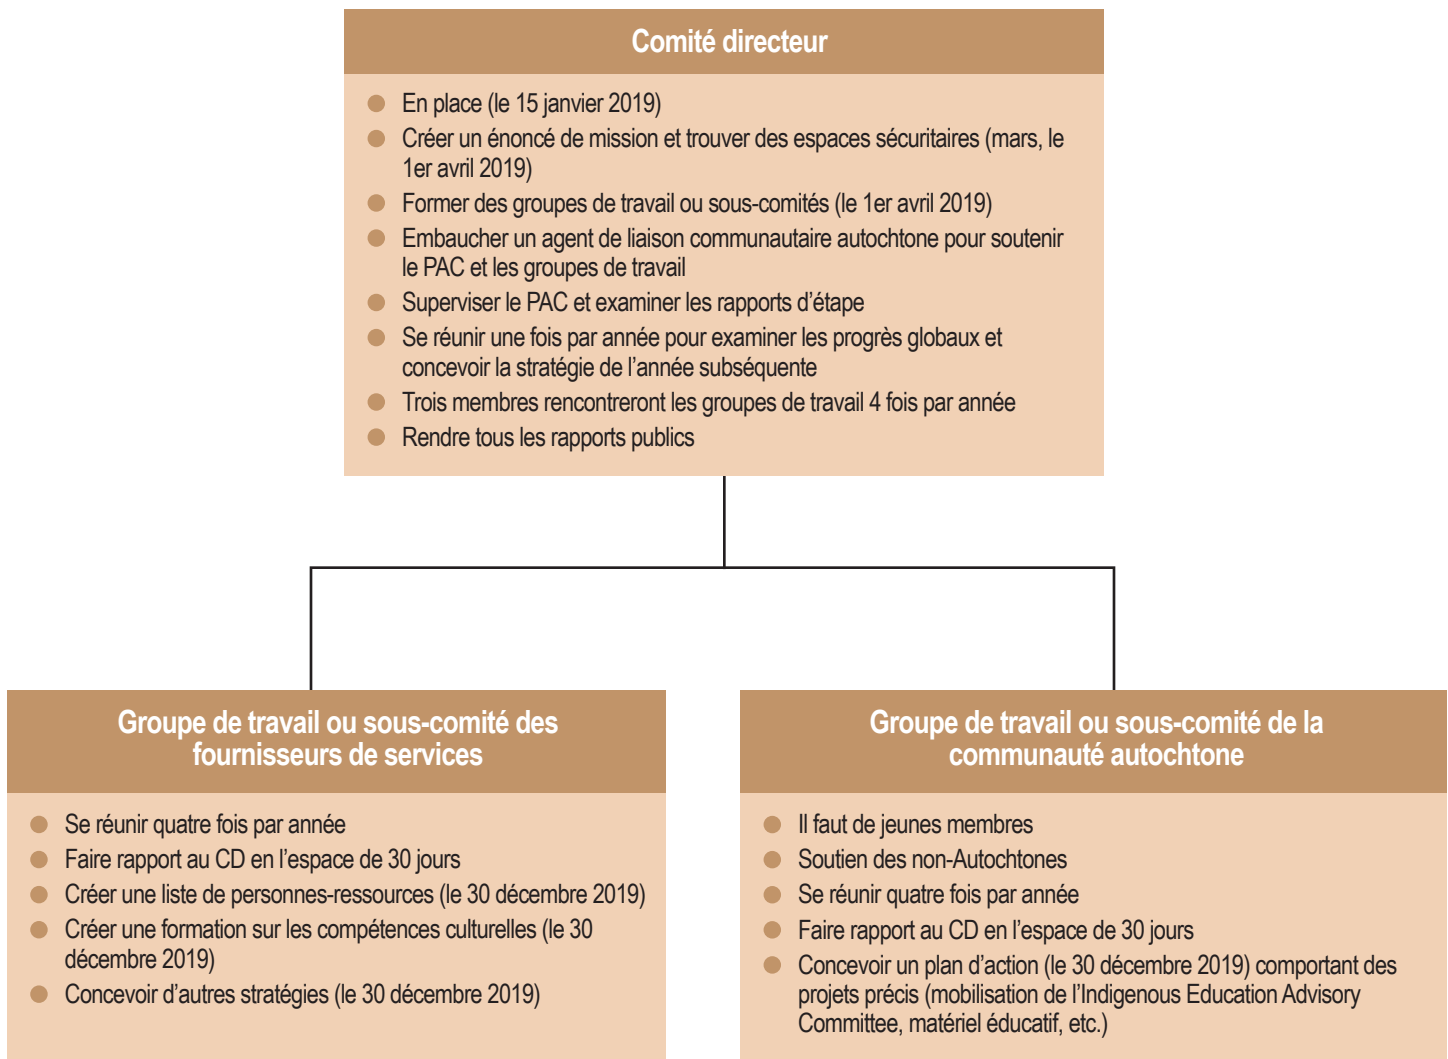 Comité directeur
En place (le 15 janvier 2019)
Créer un énoncé de mission et trouver des espaces sécuritaires (mars, le
1er avril 2019)
Former des groupes de travail ou sous-comités (le 1er avril 2019)
Embaucher un agent de liaison communautaire autochtone pour soutenir
le PAC et les groupes de travail
Superviser le PAC et examiner les rapports d’étape
Se réunir une fois par année pour examiner les progrès globaux et
concevoir la stratégie de l’année subséquente
Trois membres rencontreront les groupes de travail 4 fois par année
Rendre tous les rapports publics
Groupe de travail ou sous-comité des
fournisseurs de services
Se réunir quatre fois par année
Faire rapport au CD en l’espace de 30 jours
Créer une liste de personnes-ressources (le 30 décembre 2019)
Créer une formation sur les compétences culturelles (le 30
décembre 2019)
Concevoir d’autres stratégies (le 30 décembre 2019)
Groupe de travail ou sous-comité de la
communauté autochtone
Il faut de jeunes membres
Soutien des non-Autochtones
Se réunir quatre fois par année
Faire rapport au CD en l’espace de 30 jours
Concevoir un plan d’action (le 30 décembre 2019) comportant des
projets précis (mobilisation de l’Indigenous Education Advisory
Committee, matériel éducatif, etc.)